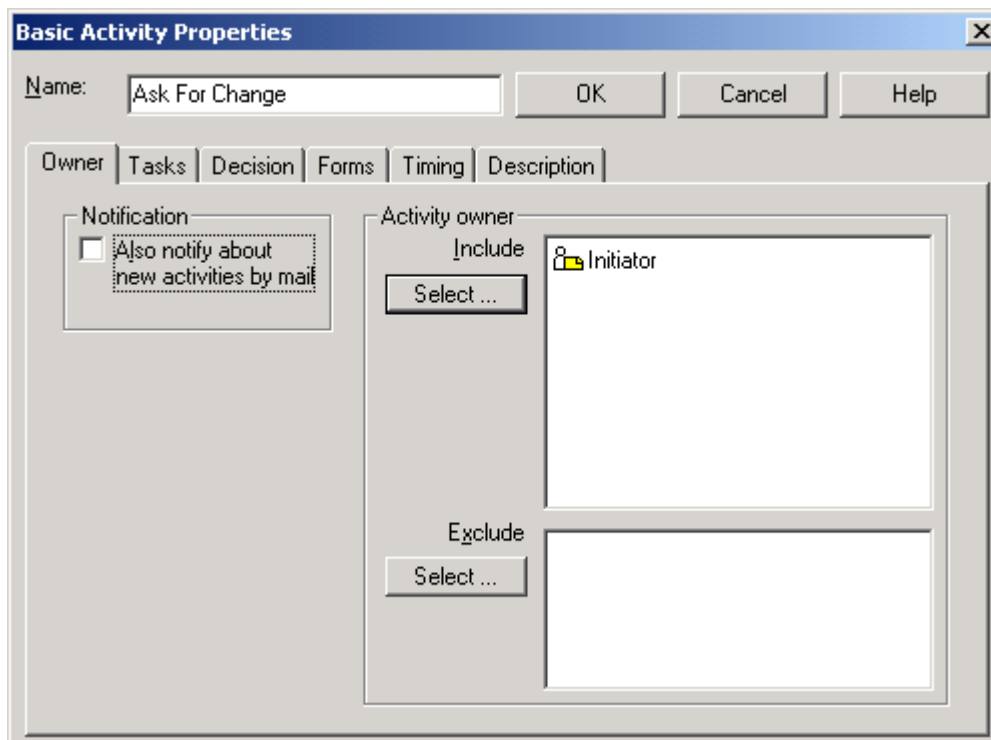 Basic Activity Properties
Name: Ask For Change OK Cancel Help
Owner Tasks Decision Forms Timing Description
Notification
Also notify about
new activities by mail
Activity owner
Include
Select ...
Initiator
Exclude
Select ...